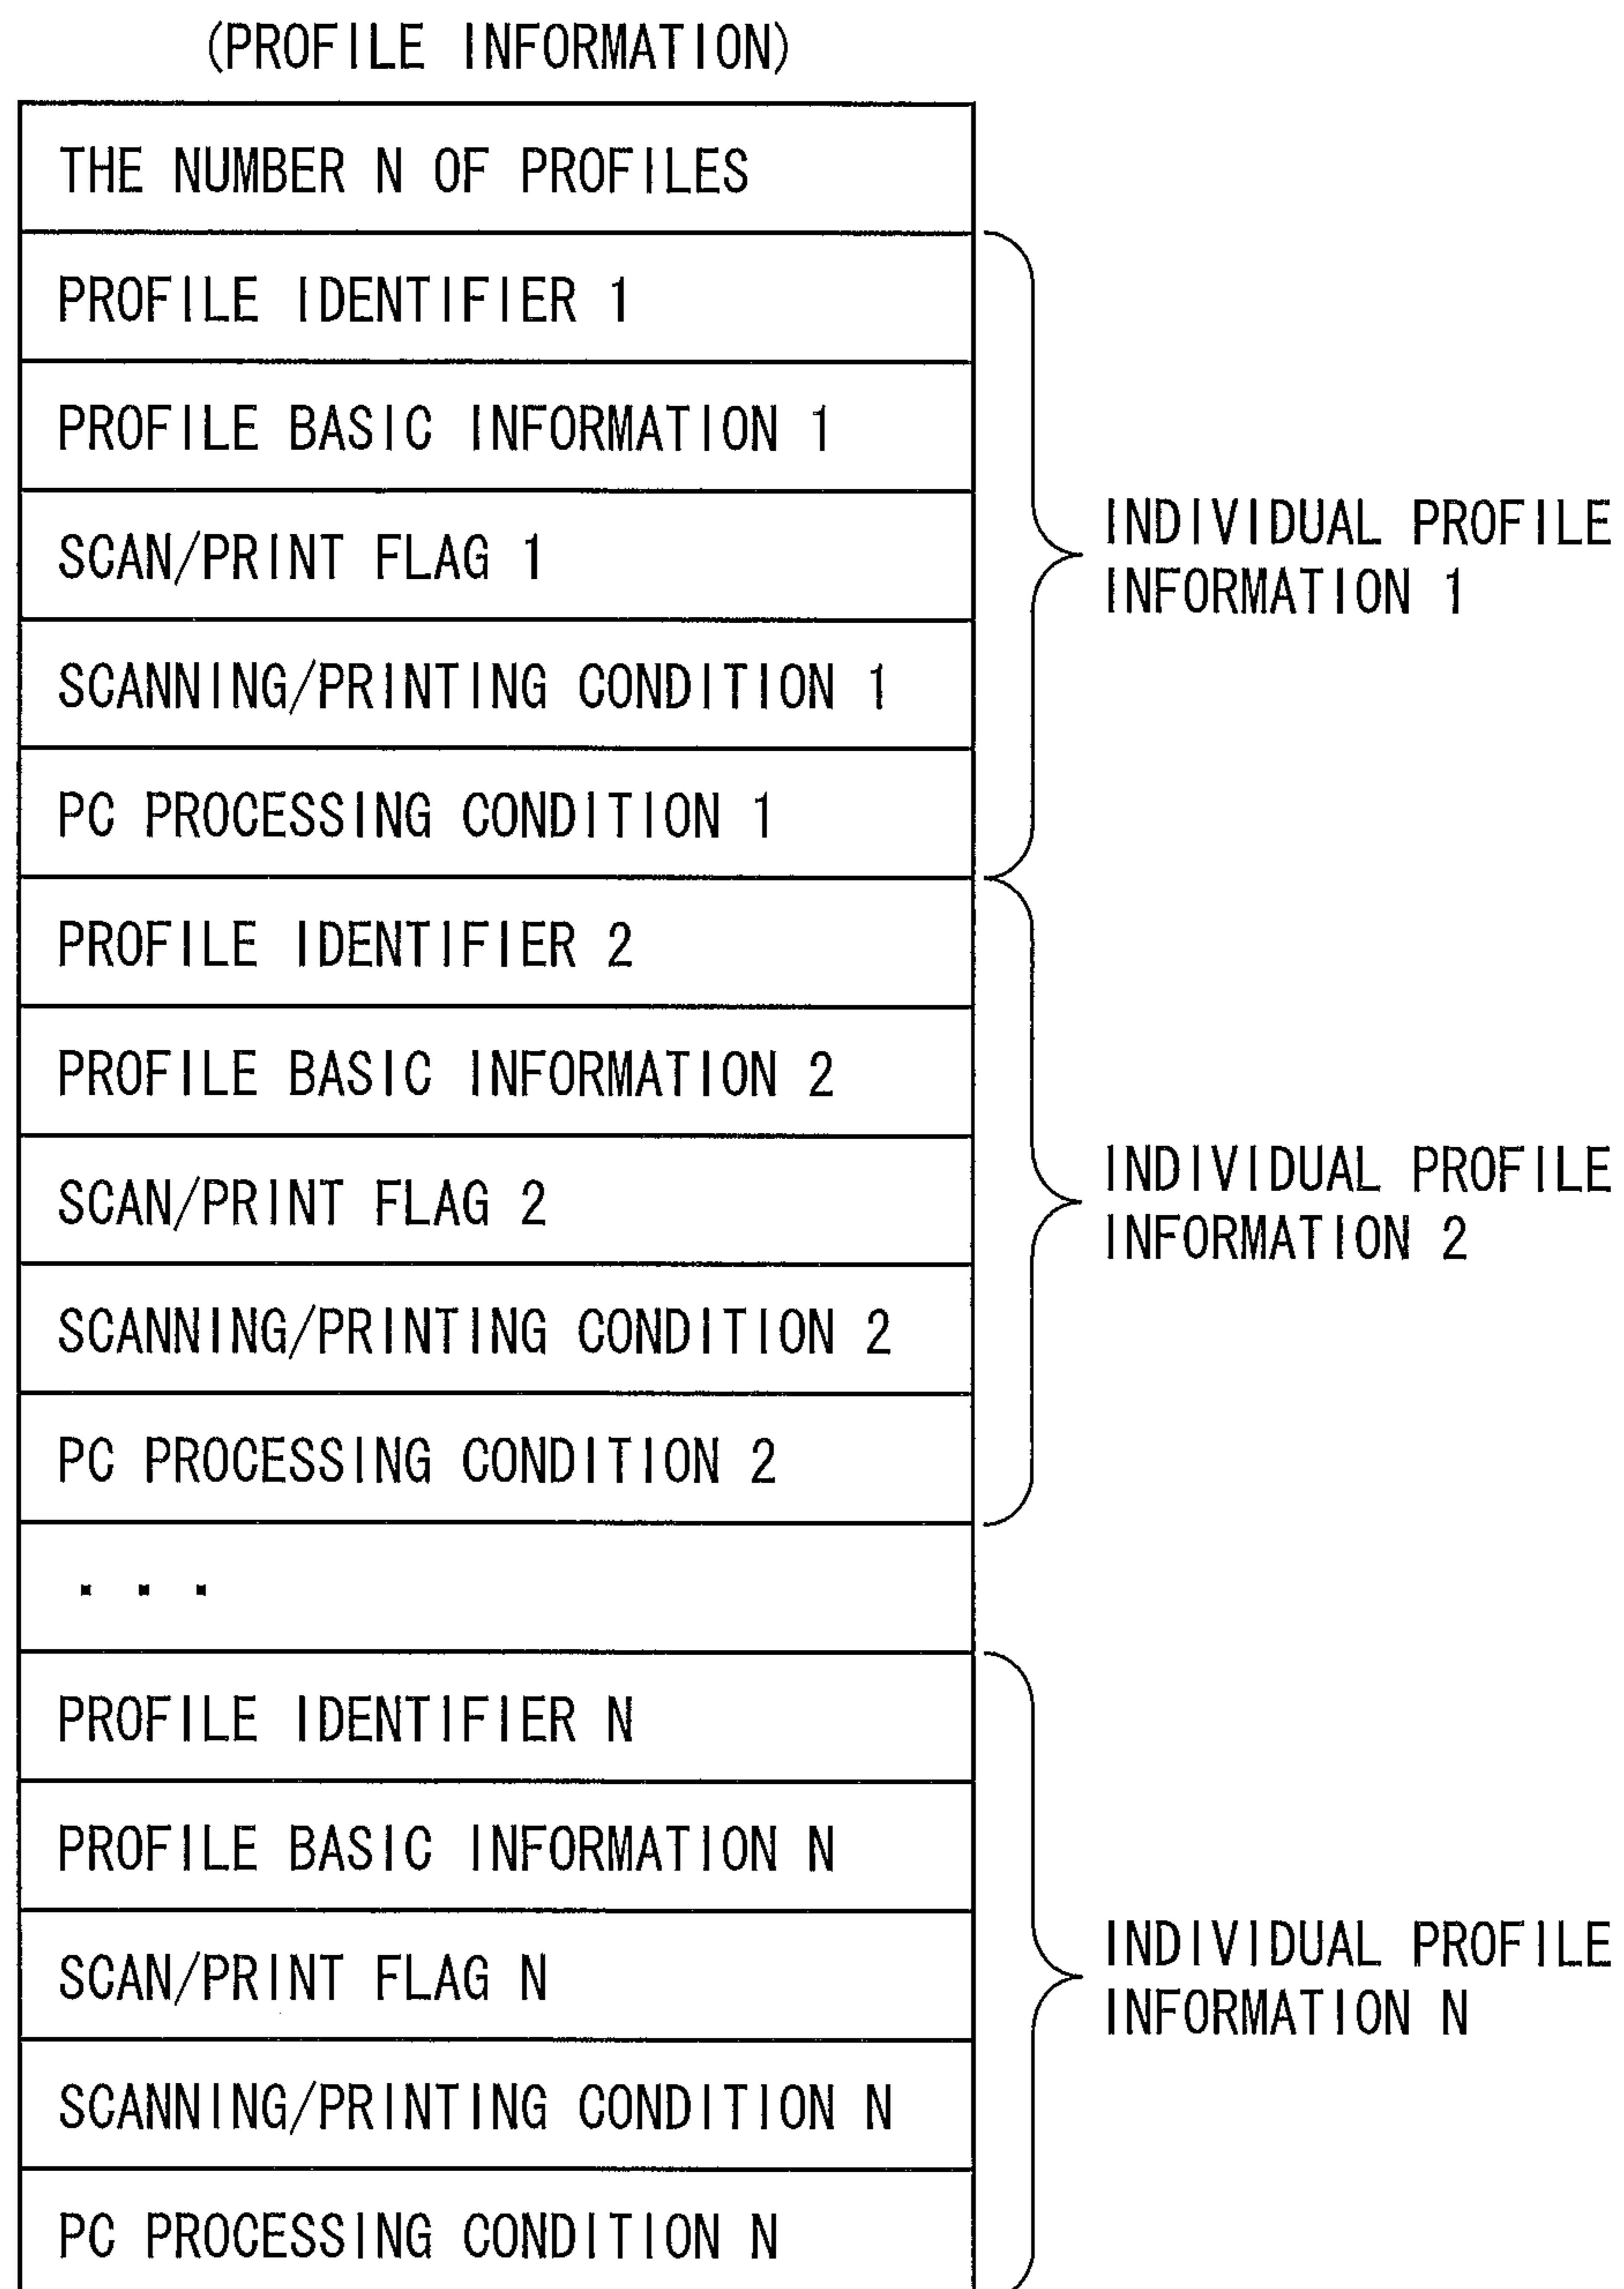 (PROFILE INFORMATION)
THE NUMBER N OF PROFILES
PROFILE IDENTIFIER 1
PROFILE BASIC INFORMATION 1
SCAN/PRINT FLAG 1
SCANNING/PRINTING CONDITION 1
PC PROCESSING CONDITION 1
INDIVIDUAL PROFILE
INFORMATION 1
PROFILE IDENTIFIER 2
PROFILE BASIC INFORMATION 2
SCAN/PRINT FLAG 2
SCANNING/PRINTING CONDITION 2
PC PROCESSING CONDITION 2
INDIVIDUAL PROFILE
INFORMATION 2
. . .
PROFILE IDENTIFIER N
PROFILE BASIC INFORMATION N
SCAN/PRINT FLAG N
SCANNING/PRINTING CONDITION N
PC PROCESSING CONDITION N
INDIVIDUAL PROFILE
INFORMATION N